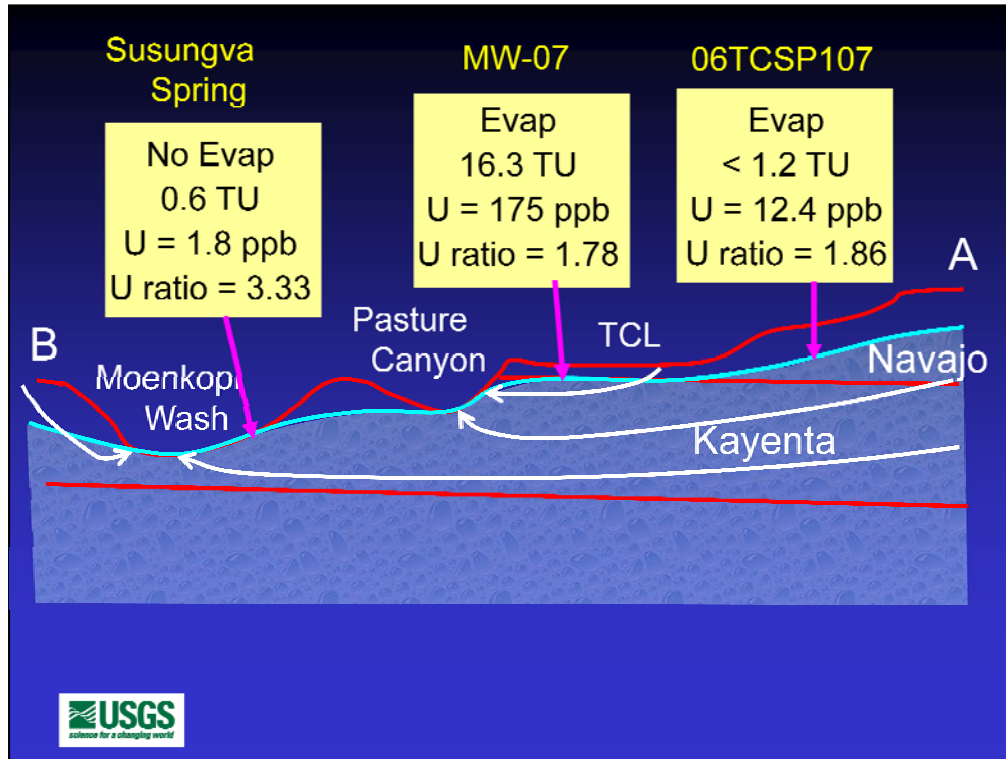 Susungva
Spring
MW-07
06TCSP107
No Evap
0.6 TU
U = 1.8 ppb
U ratio = 3.33
Evap
16.3 TU
U = 175 ppb
U ratio = 1.78
Evap
< 1.2 TU
U = 12.4 ppb
U ratio = 1.86
A
B
Pasture
Canyon
TCL
Moenkopi
Wash
Navajo
Kayenta
USGS
science for a changing world